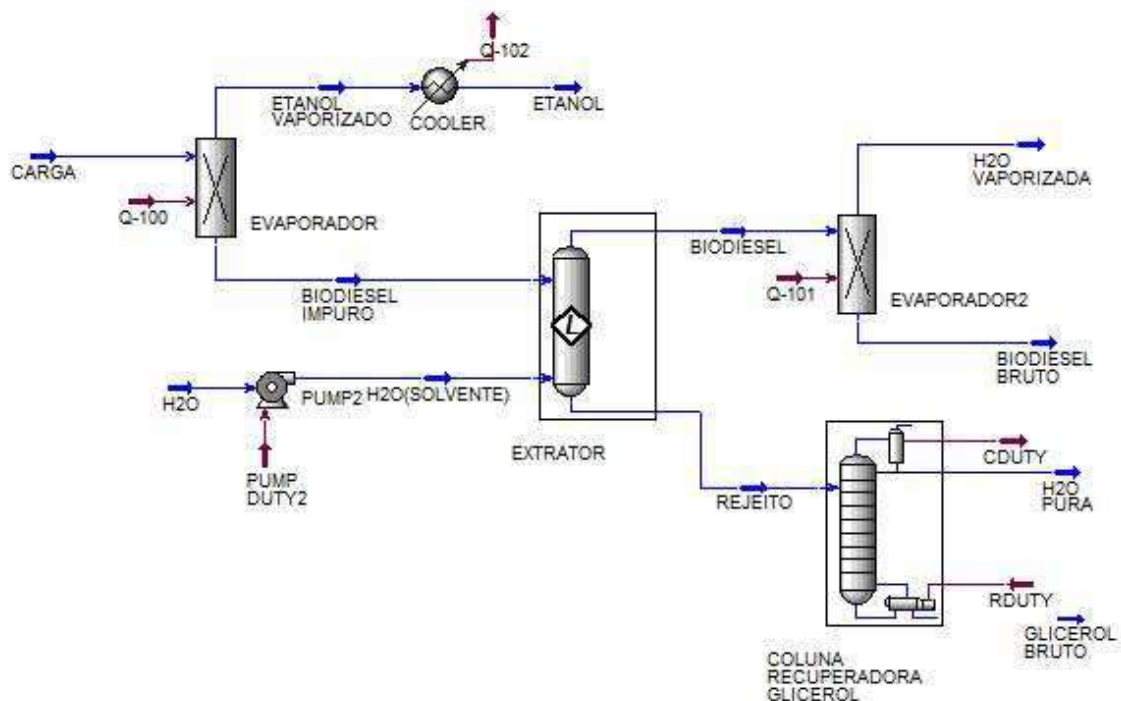 Q-102
ETANOL
VAPORIZADO
COOLER
ETANOL
CARGA
Q-100
EVAPORADOR
BIODIESEL
IMPURO
H2O
PUMP2
H2O(SOLVENTE)
PUMP
DUTY2
L
EXTRATOR
BIODIESEL
H2O
VAPORIZADA
Q-101
EVAPORADOR2
BIODIESEL
BRUTO
REJEITO
CDUTY
H2O
PURA
RDUTY
GLICEROL
BRUTO
COLUNA
RECUPERADORA
GLICEROL